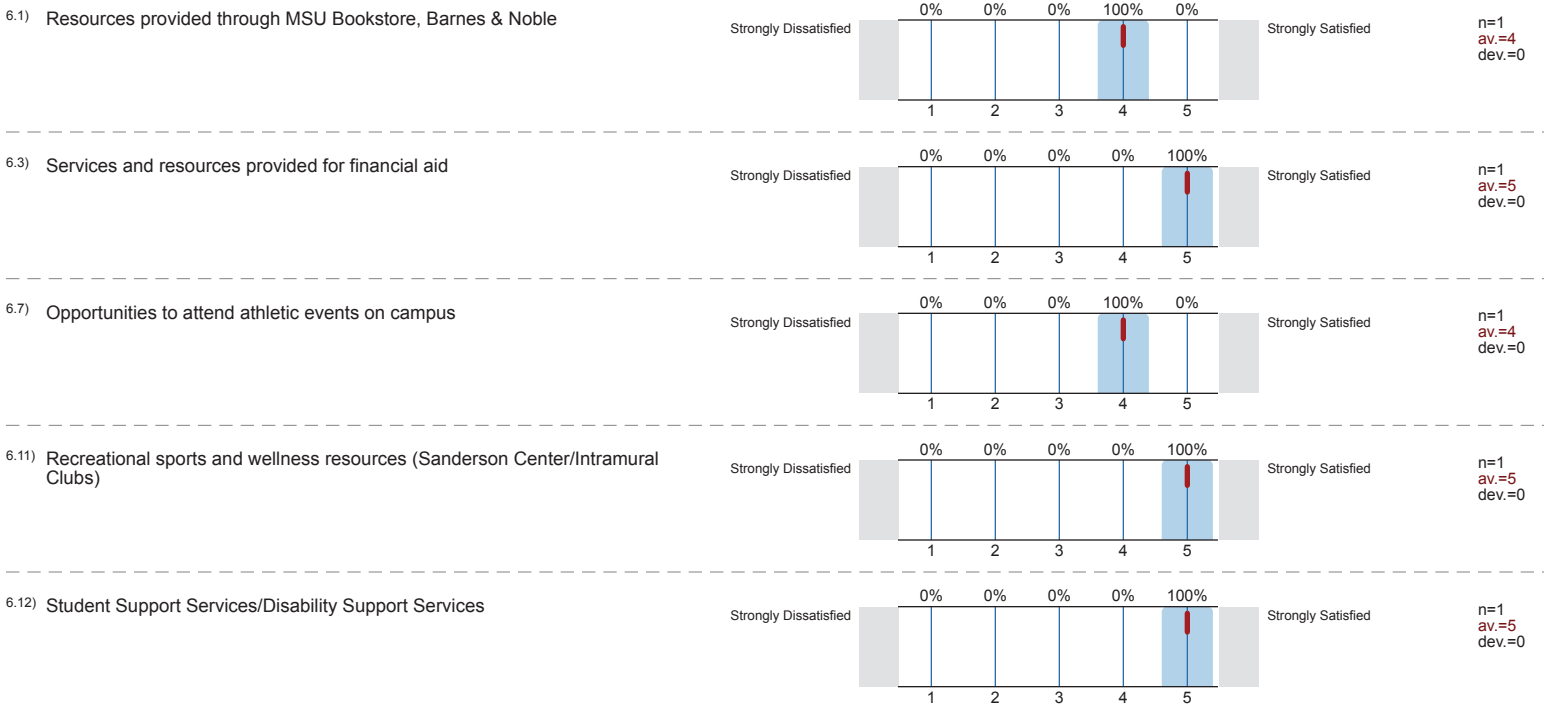 6.1) Resources provided through MSU Bookstore, Barnes & Noble
0% 0% 0% 100% 0%
Strongly Dissatisfied
Strongly Satisfied
n=1
av.=4
dev.=0
1 2 3 4 5
6.3) Services and resources provided for financial aid
0% 0% 0% 0% 100%
Strongly Dissatisfied
Strongly Satisfied
n=1
av.=5
dev.=0
1 2 3 4 5
6.7) Opportunities to attend athletic events on campus
0% 0% 0% 100% 0%
Strongly Dissatisfied
Strongly Satisfied
n=1
av.=4
dev.=0
1 2 3 4 5
6.11) Recreational sports and wellness resources (Sanderson Center/Intramural
Clubs)
0% 0% 0% 0% 100%
Strongly Dissatisfied
Strongly Satisfied
n=1
av.=5
dev.=0
1 2 3 4 5
6.12) Student Support Services/Disability Support Services
0% 0% 0% 0% 100%
Strongly Dissatisfied
Strongly Satisfied
n=1
av.=5
dev.=0
1 2 3 4 5